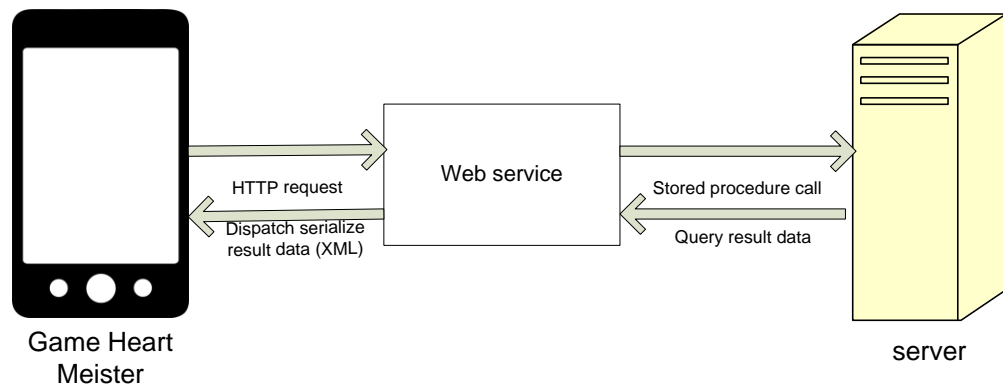 HTTP request
Dispatch serialize
result data (XML)
Web service
Stored procedure call
Query result data
Game Heart
Meister
server